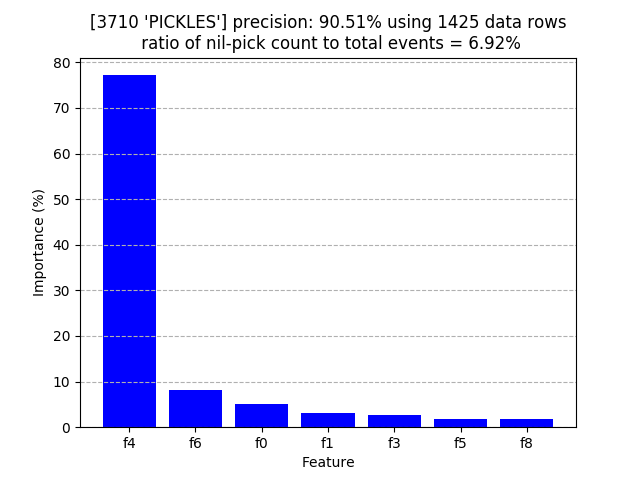 [3710 'PICKLES'] precision: 90.51% using 1425 data rows
ratio of nil-pick count to total events = 6.92%
80
70
60
50
40
30
20
10
0
Importance (%)
f4 f6 f0 f1 f3 f5 f8
Feature